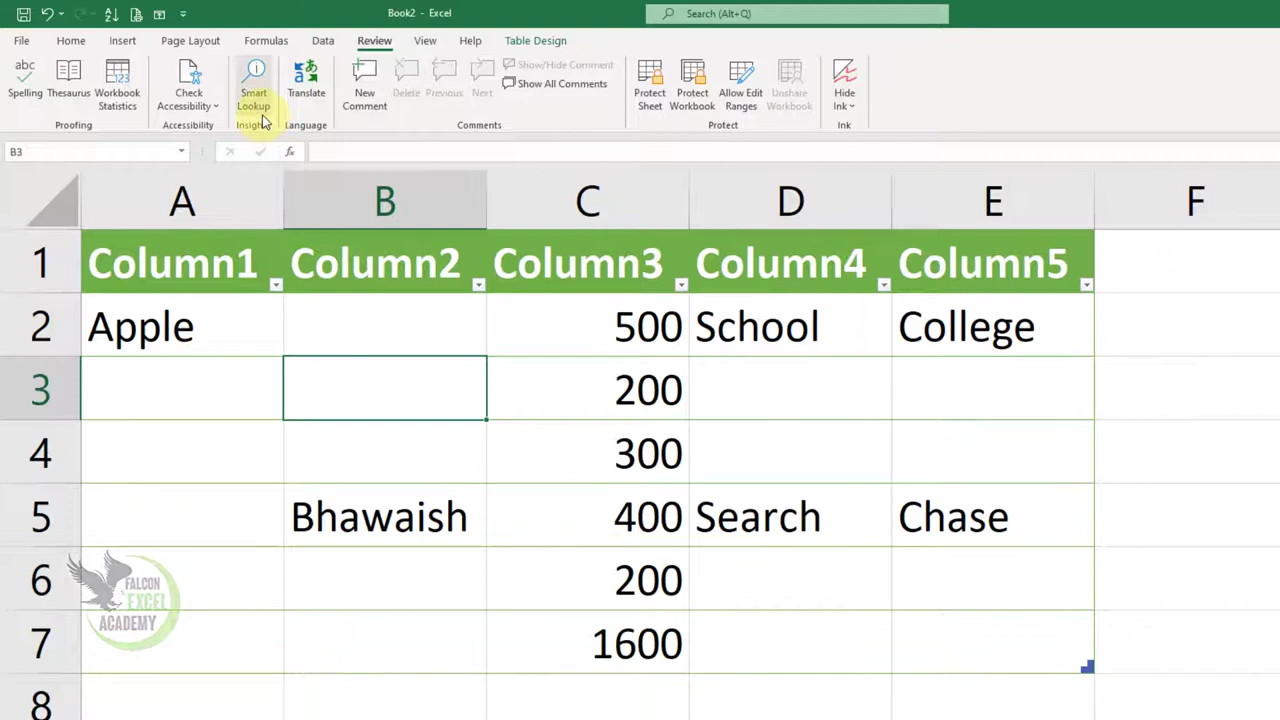 Book2 - Excel
Search (Alt+Q)
File Home Insert Page Layout Formulas Data Review View Help Table Design
abc
Spelling Thesaurus Workbook Statistics
Check Accessibility
Smart Lookup
Translate
New Comment Delete Previous Next
Show/Hide Comment
Show All Comments
Protect Sheet Protect Workbook Allow Edit Ranges Unshare Workbook
Hide Ink
Proofing Accessibility Language Comments Protect Ink
B3 fx
A B C D E F
1 Column1 Column2 Column3 Column4 Column5
2 Apple 500 School College
3 200
4 300
5 Bhawaish 400 Search Chase
6 200
7 1600
8
FALCON
EXCEL
ACADEMY